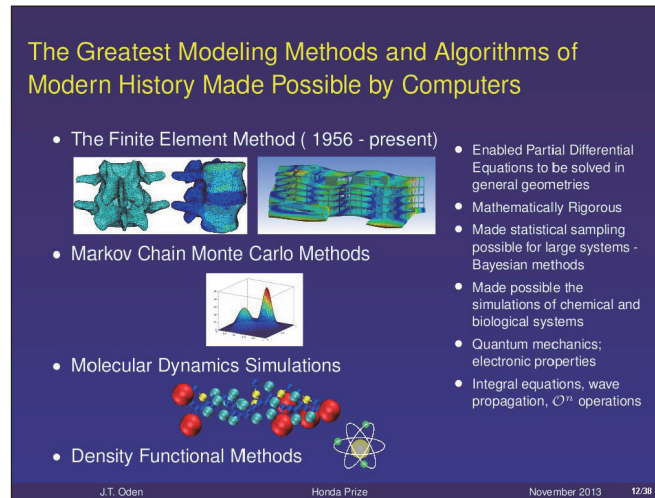 The Greatest Modeling Methods and Algorithms of
Modern History Made Possible by Computers
• The Finite Element Method ( 1956 - present)
• Markov Chain Monte Carlo Methods
• Molecular Dynamics Simulations
• Density Functional Methods
• Enabled Partial Differential
Equations to be solved in
general geometries
• Mathematically Rigorous
• Made statistical sampling
possible for large systems -
Bayesian methods
• Made possible the
simulations of chemical and
biological systems
• Quantum mechanics;
electronic properties
• Integral equations, wave
propagation, 𝒪ⁿ operations
J.T. Oden Honda Prize November 2013 12/38